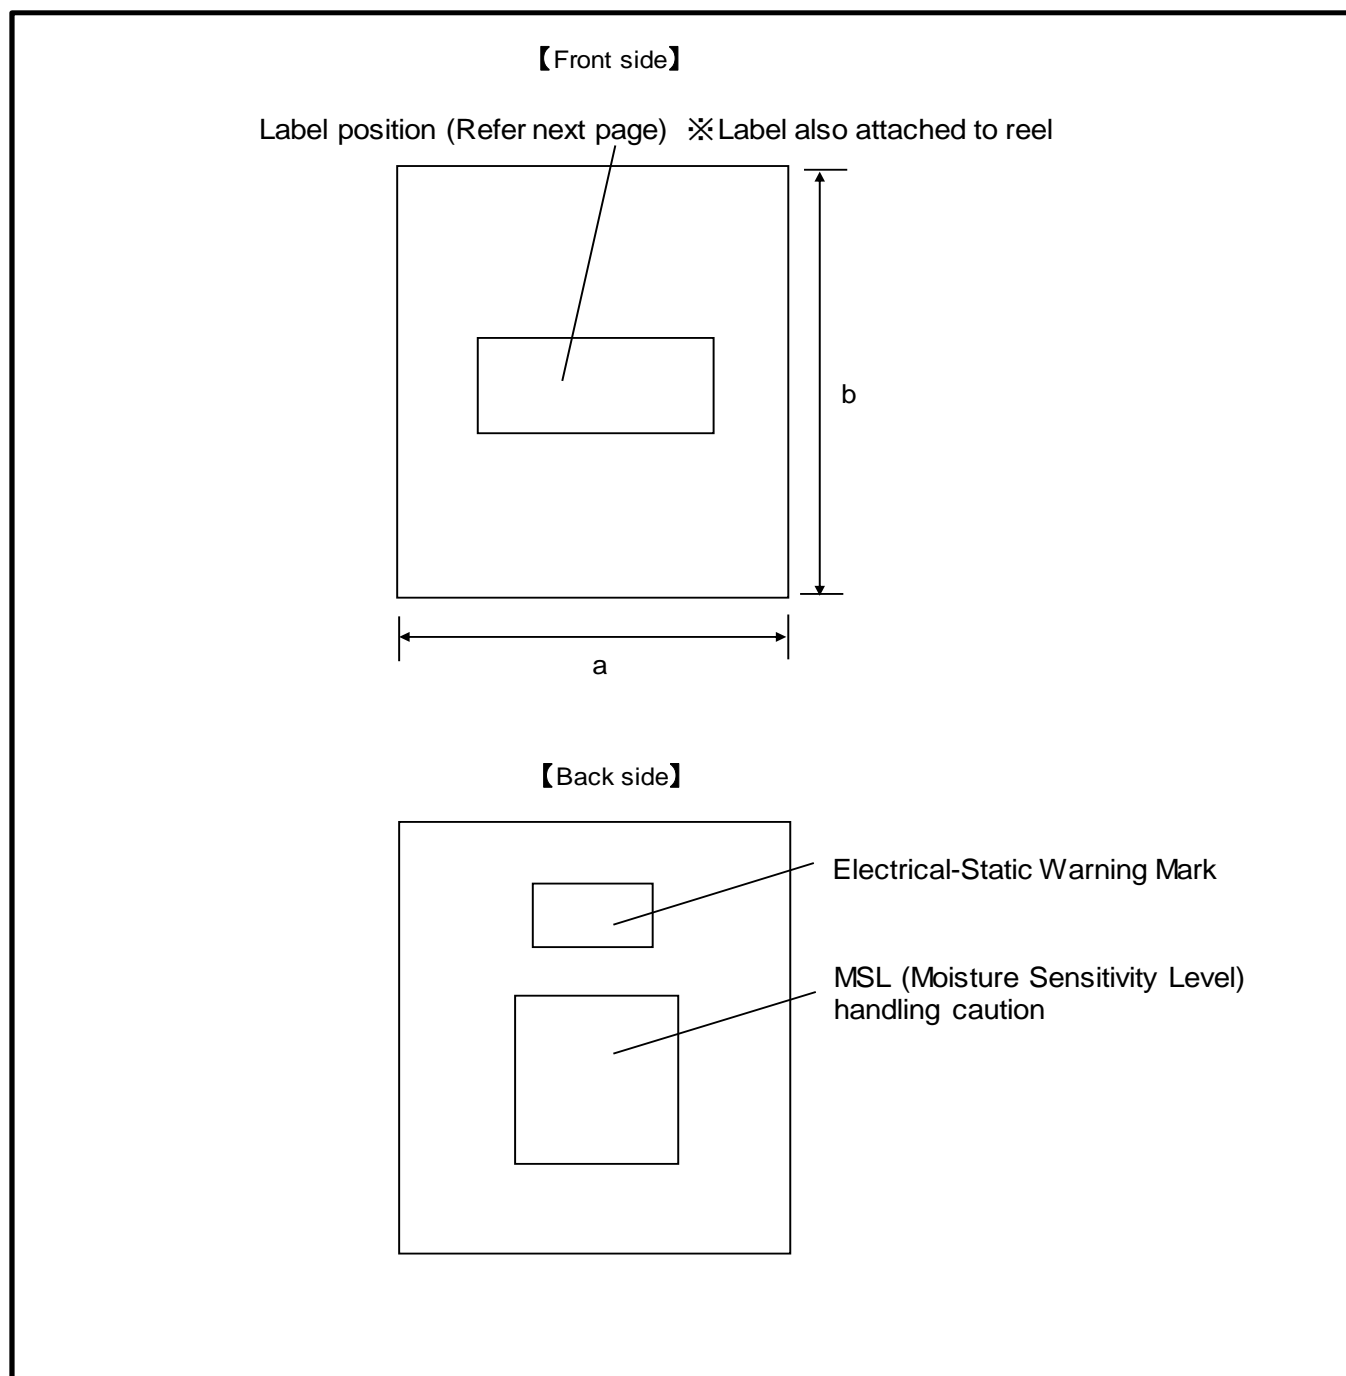 【Front side】
Label position (Refer next page) ※Label also attached to reel
b
a
【Back side】
Electrical-Static Warning Mark
MSL (Moisture Sensitivity Level)
handling caution